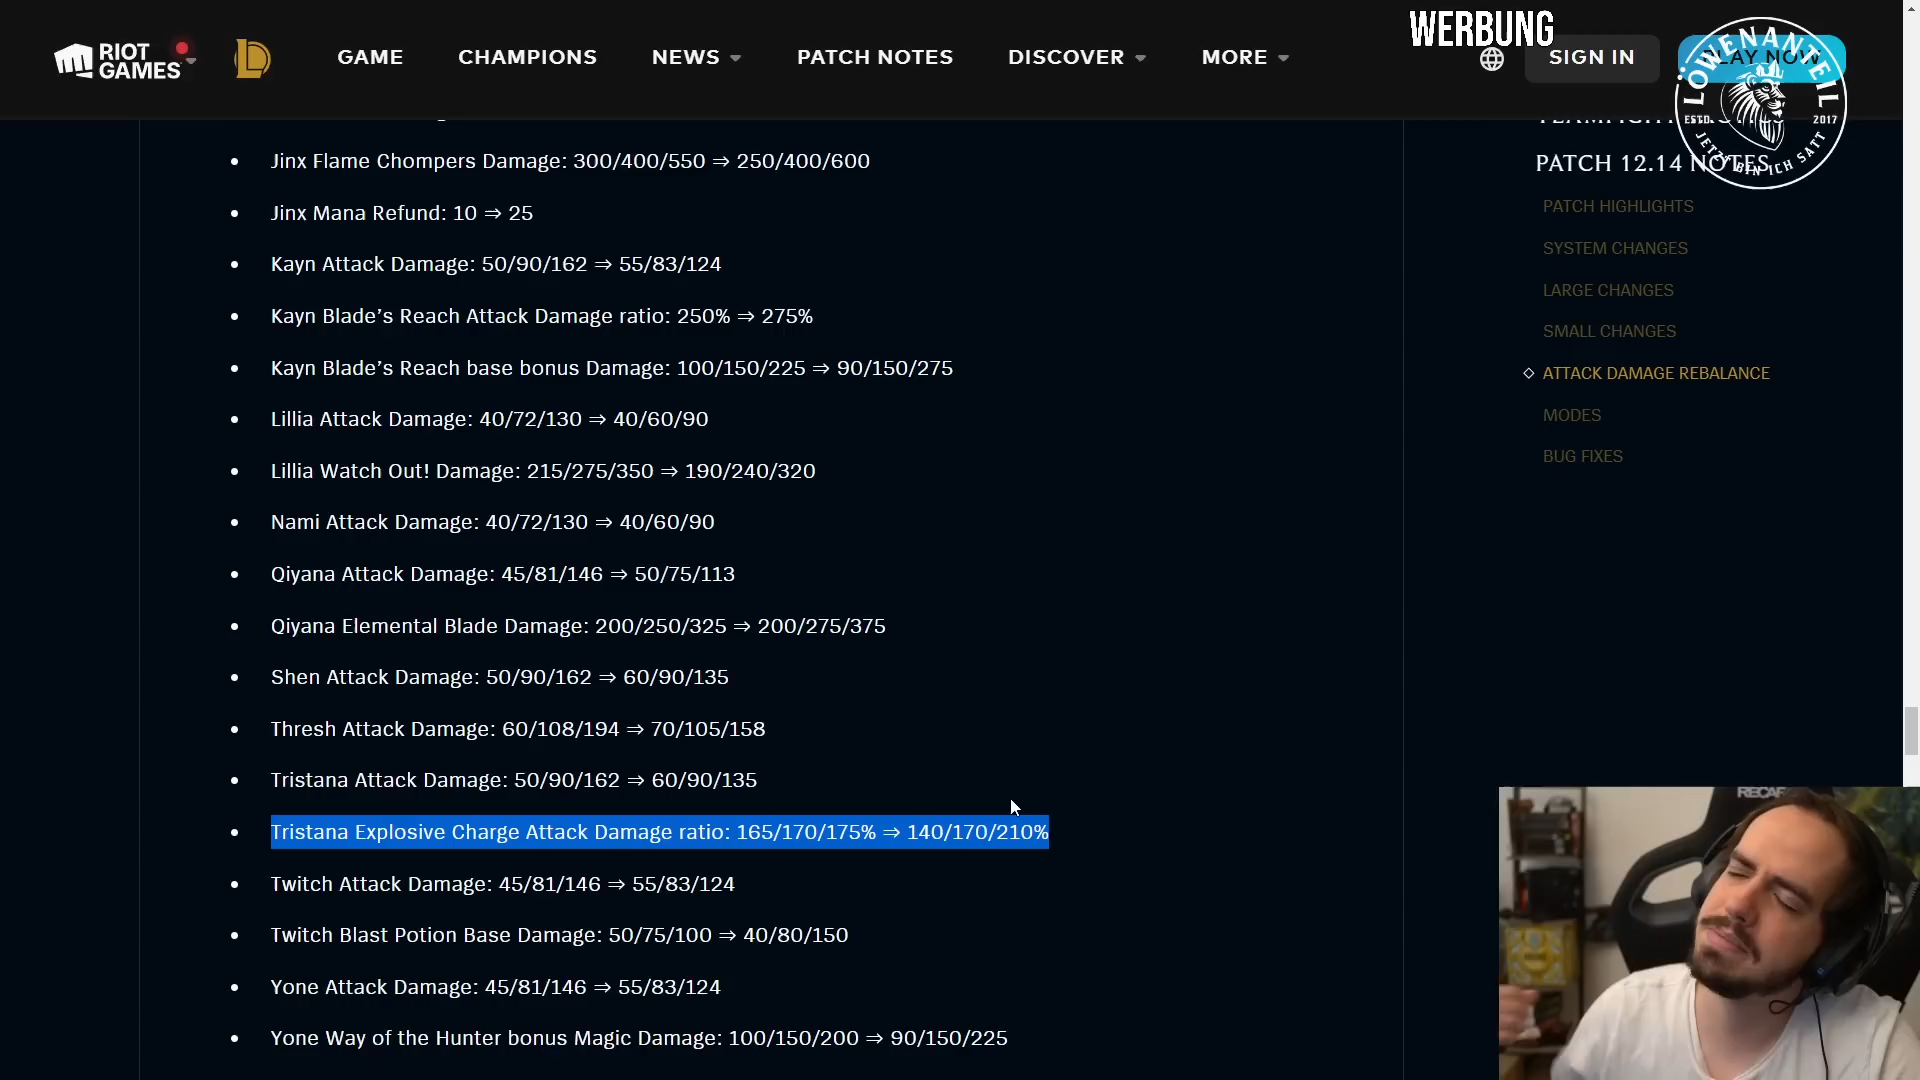 WERBUNG
RIOT GAMES
GAME
CHAMPIONS
NEWS
PATCH NOTES
DISCOVER
MORE
SIGN IN
PLAY NOW
LÖWENANTEIL
ESTD. 2017
JETZT BIN ICH SATT
Jinx Flame Chompers Damage: 300/400/550 ⇒ 250/400/600
Jinx Mana Refund: 10 ⇒ 25
Kayn Attack Damage: 50/90/162 ⇒ 55/83/124
Kayn Blade’s Reach Attack Damage ratio: 250% ⇒ 275%
Kayn Blade’s Reach base bonus Damage: 100/150/225 ⇒ 90/150/275
Lillia Attack Damage: 40/72/130 ⇒ 40/60/90
Lillia Watch Out! Damage: 215/275/350 ⇒ 190/240/320
Nami Attack Damage: 40/72/130 ⇒ 40/60/90
Qiyana Attack Damage: 45/81/146 ⇒ 50/75/113
Qiyana Elemental Blade Damage: 200/250/325 ⇒ 200/275/375
Shen Attack Damage: 50/90/162 ⇒ 60/90/135
Thresh Attack Damage: 60/108/194 ⇒ 70/105/158
Tristana Attack Damage: 50/90/162 ⇒ 60/90/135
Tristana Explosive Charge Attack Damage ratio: 165/170/175% ⇒ 140/170/210%
Twitch Attack Damage: 45/81/146 ⇒ 55/83/124
Twitch Blast Potion Base Damage: 50/75/100 ⇒ 40/80/150
Yone Attack Damage: 45/81/146 ⇒ 55/83/124
Yone Way of the Hunter bonus Magic Damage: 100/150/200 ⇒ 90/150/225
PATCH 12.14 NOTES
PATCH HIGHLIGHTS
SYSTEM CHANGES
LARGE CHANGES
SMALL CHANGES
ATTACK DAMAGE REBALANCE
MODES
BUG FIXES